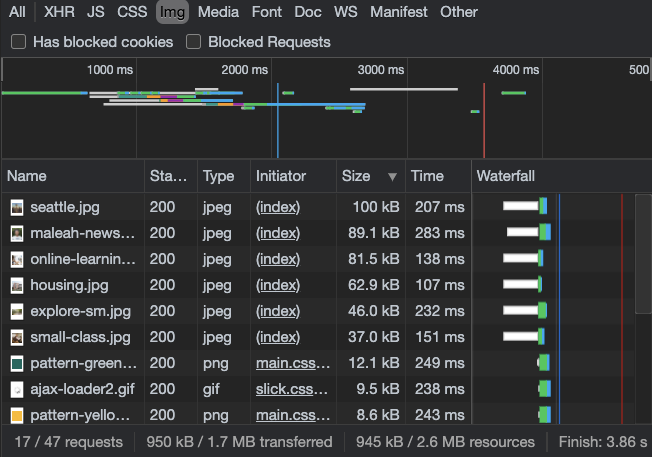 All XHR JS CSS Img Media Font Doc WS Manifest Other
Has blocked cookies Blocked Requests
1000 ms 2000 ms 3000 ms 4000 ms 500
Name Sta... Type Initiator Size ▼ Time Waterfall
seattle.jpg 200 jpeg (index) 100 kB 207 ms
maleah-news... 200 jpeg (index) 89.1 kB 283 ms
online-learnin... 200 jpeg (index) 81.5 kB 138 ms
housing.jpg 200 jpeg (index) 62.9 kB 107 ms
explore-sm.jpg 200 jpeg (index) 46.0 kB 232 ms
small-class.jpg 200 jpeg (index) 37.0 kB 151 ms
pattern-green... 200 png main.css... 12.1 kB 249 ms
ajax-loader2.gif 200 gif slick.css... 9.5 kB 238 ms
pattern-yello... 200 png main.css... 8.6 kB 243 ms
17 / 47 requests 950 kB / 1.7 MB transferred 945 kB / 2.6 MB resources Finish: 3.86 s